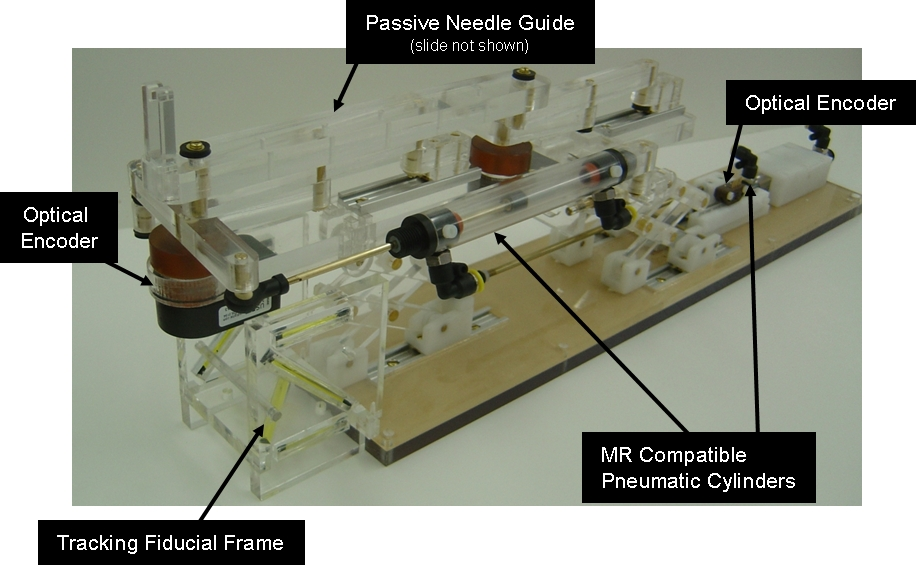 Passive Needle Guide
(slide not shown)
Optical Encoder
Optical
Encoder
MR Compatible
Pneumatic Cylinders
Tracking Fiducial Frame